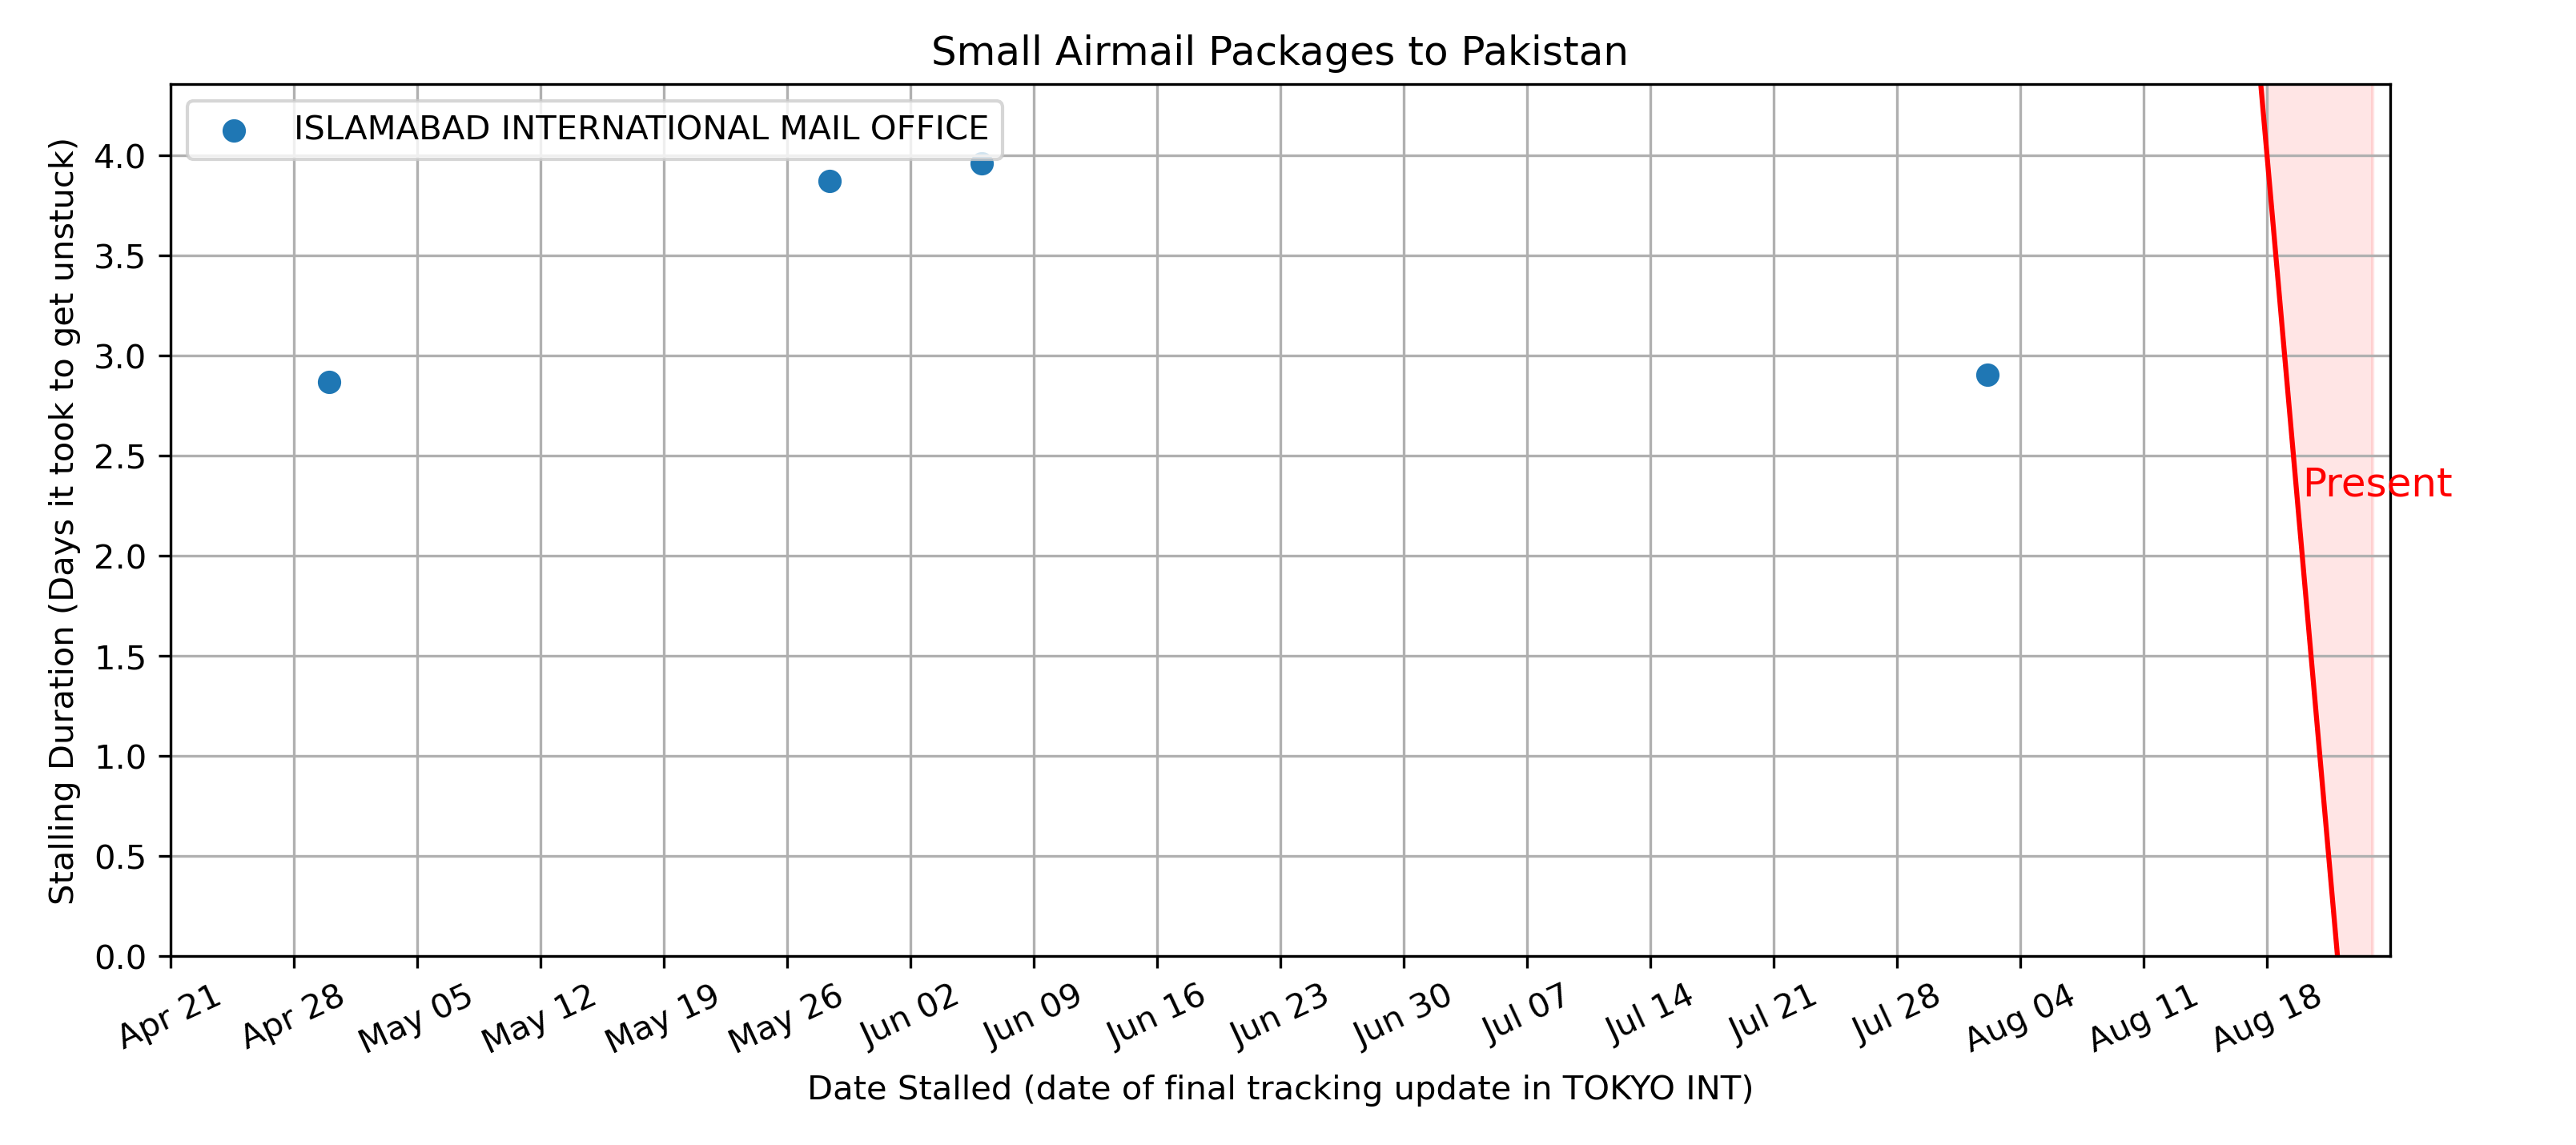 Small Airmail Packages to Pakistan
ISLAMABAD INTERNATIONAL MAIL OFFICE
Stalling Duration (Days it took to get unstuck)
4.0
3.5
3.0
2.5
2.0
1.5
1.0
0.5
0.0
Present
Apr 21
Apr 28
May 05
May 12
May 19
May 26
Jun 02
Jun 09
Jun 16
Jun 23
Jun 30
Jul 07
Jul 14
Jul 21
Jul 28
Aug 04
Aug 11
Aug 18
Date Stalled (date of final tracking update in TOKYO INT)